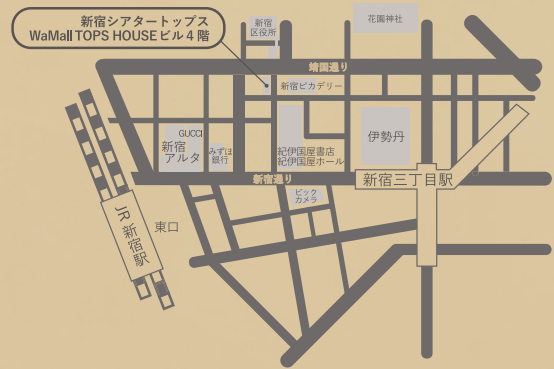 新宿シアタートップス
WaMall TOPS HOUSEビル４階
新宿
区役所
花園神社
靖国通り
新宿ピカデリー
GUCCI
新宿
アルタ
みずほ
銀行
紀伊国屋書店
紀伊国屋ホール
伊勢丹
新宿通り
新宿三丁目駅
ビック
カメラ
東口
JR 新宿駅